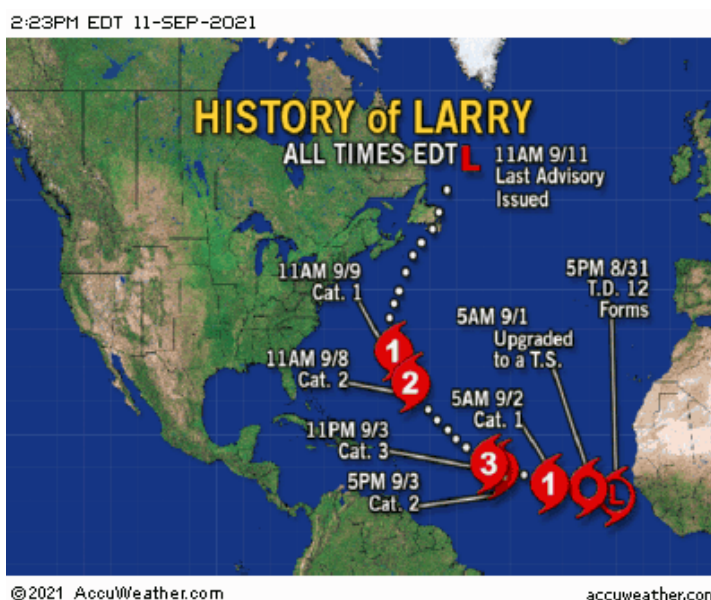 2:23PM EDT 11-SEP-2021
HISTORY of LARRY
ALL TIMES EDT
L
11AM 9/11
Last Advisory
Issued
11AM 9/9
Cat. 1
5PM 8/31
T.D. 12
Forms
5AM 9/1
Upgraded
to a T.S.
1
11AM 9/8
Cat. 2
2
5AM 9/2
Cat. 1
11PM 9/3
Cat. 3
3
5PM 9/3
Cat. 2
1
L
©2021 AccuWeather.com
accuweather.com